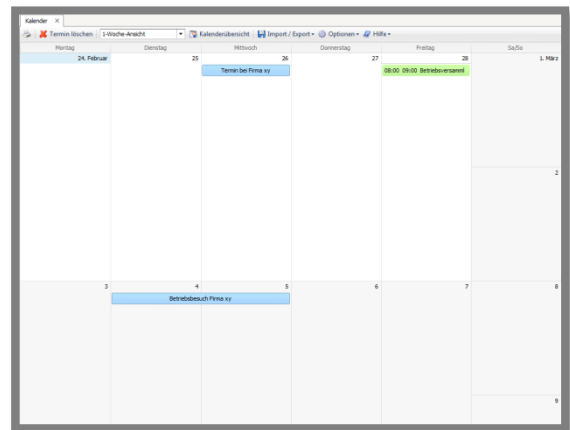 Kalender ×
Termin löschen 1-Woche-Ansicht Kalenderübersicht Import / Export Optionen Hilfe
Montag Dienstag Mittwoch Donnerstag Freitag Sa/So
24. Februar 25 26 27 28 1. März
Termin bei Firma xy 08:00 09:00 Betriebsversamml
2
3 4 5 6 7 8
Betriebsbesuch Firma xy
9